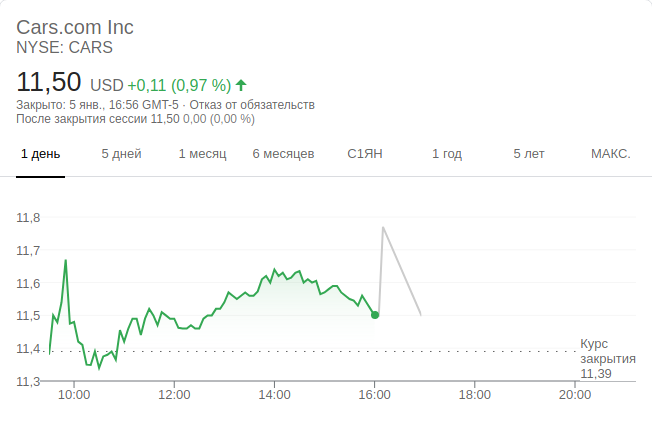 Cars.com Inc
NYSE: CARS
11,50 USD +0,11 (0,97 %)
Закрыто: 5 янв., 16:56 GMT-5 · Отказ от обязательств
После закрытия сессии 11,50 0,00 (0,00 %)
1 день 5 дней 1 месяц 6 месяцев С1ЯН 1 год 5 лет МАКС.
11,8
11,7
11,6
11,5
11,4
11,3
Курс
закрытия
11,39
10:00 12:00 14:00 16:00 18:00 20:00